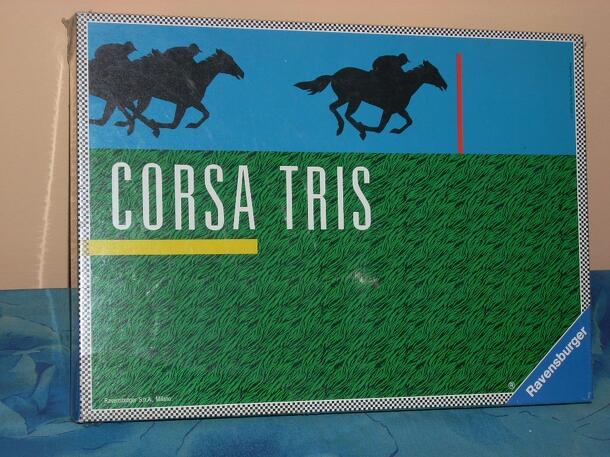 CORSA TRIS
Ravensburger S.p.A. Milano
Ravensburger
®